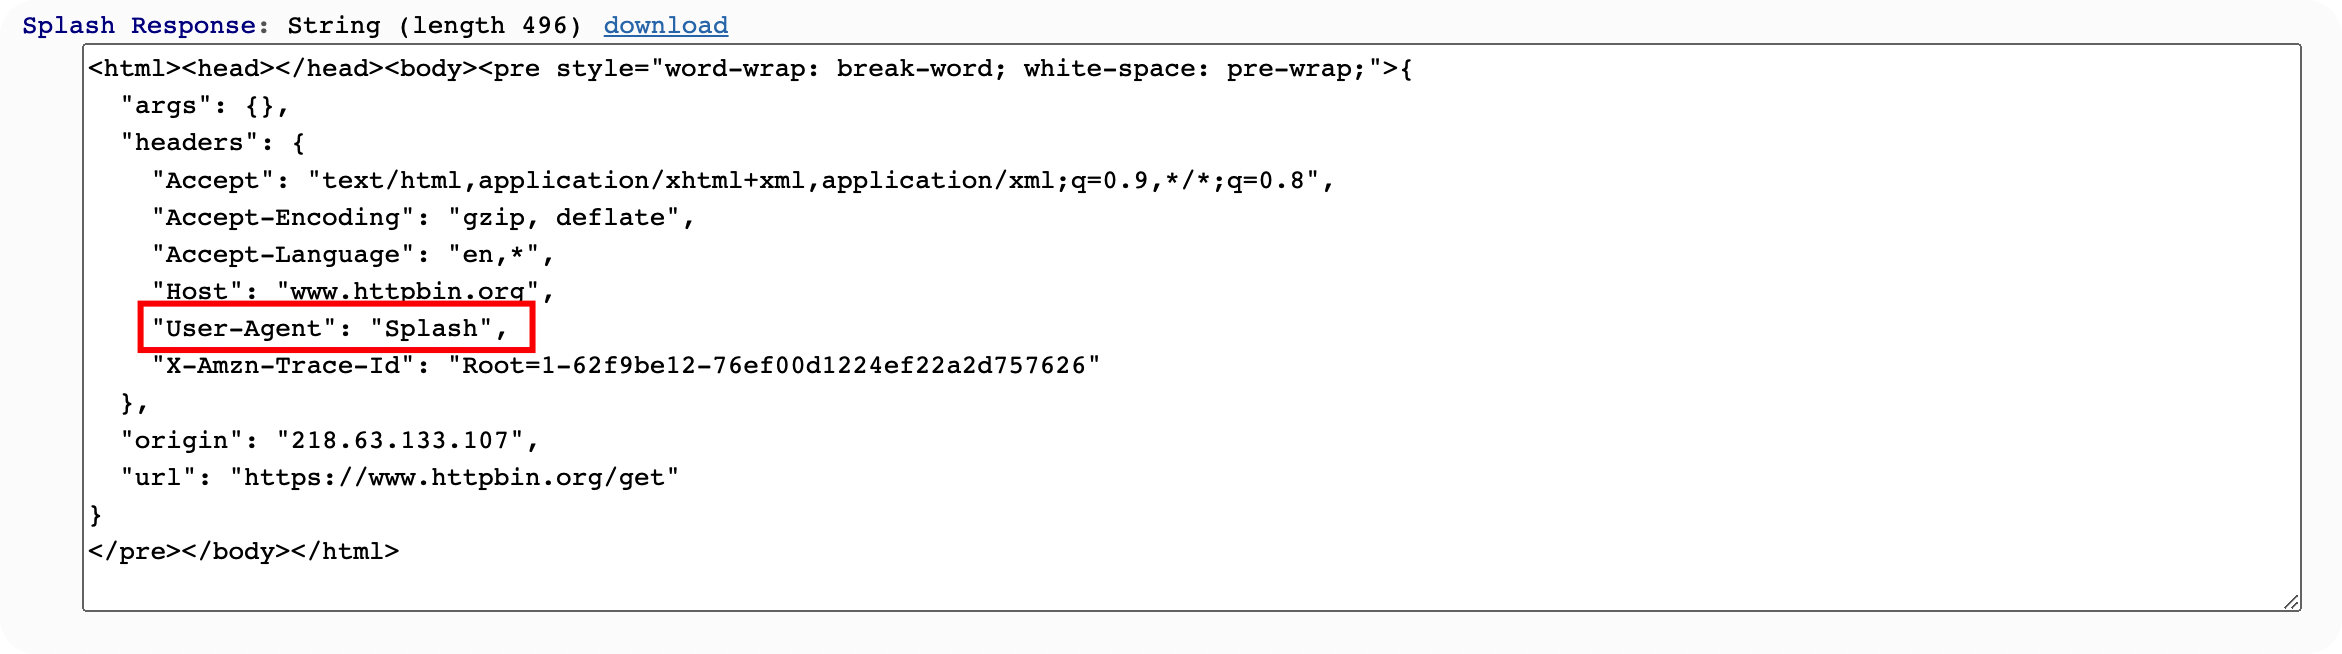 Splash Response: String (length 496) download
<html><head></head><body><pre style="word-wrap: break-word; white-space: pre-wrap;">{
  "args": {},
  "headers": {
    "Accept": "text/html,application/xhtml+xml,application/xml;q=0.9,*/*;q=0.8",
    "Accept-Encoding": "gzip, deflate",
    "Accept-Language": "en,*",
    "Host": "www.httpbin.org",
    "User-Agent": "Splash",
    "X-Amzn-Trace-Id": "Root=1-62f9be12-76ef00d1224ef22a2d757626"
  },
  "origin": "218.63.133.107",
  "url": "https://www.httpbin.org/get"
}
</pre></body></html>